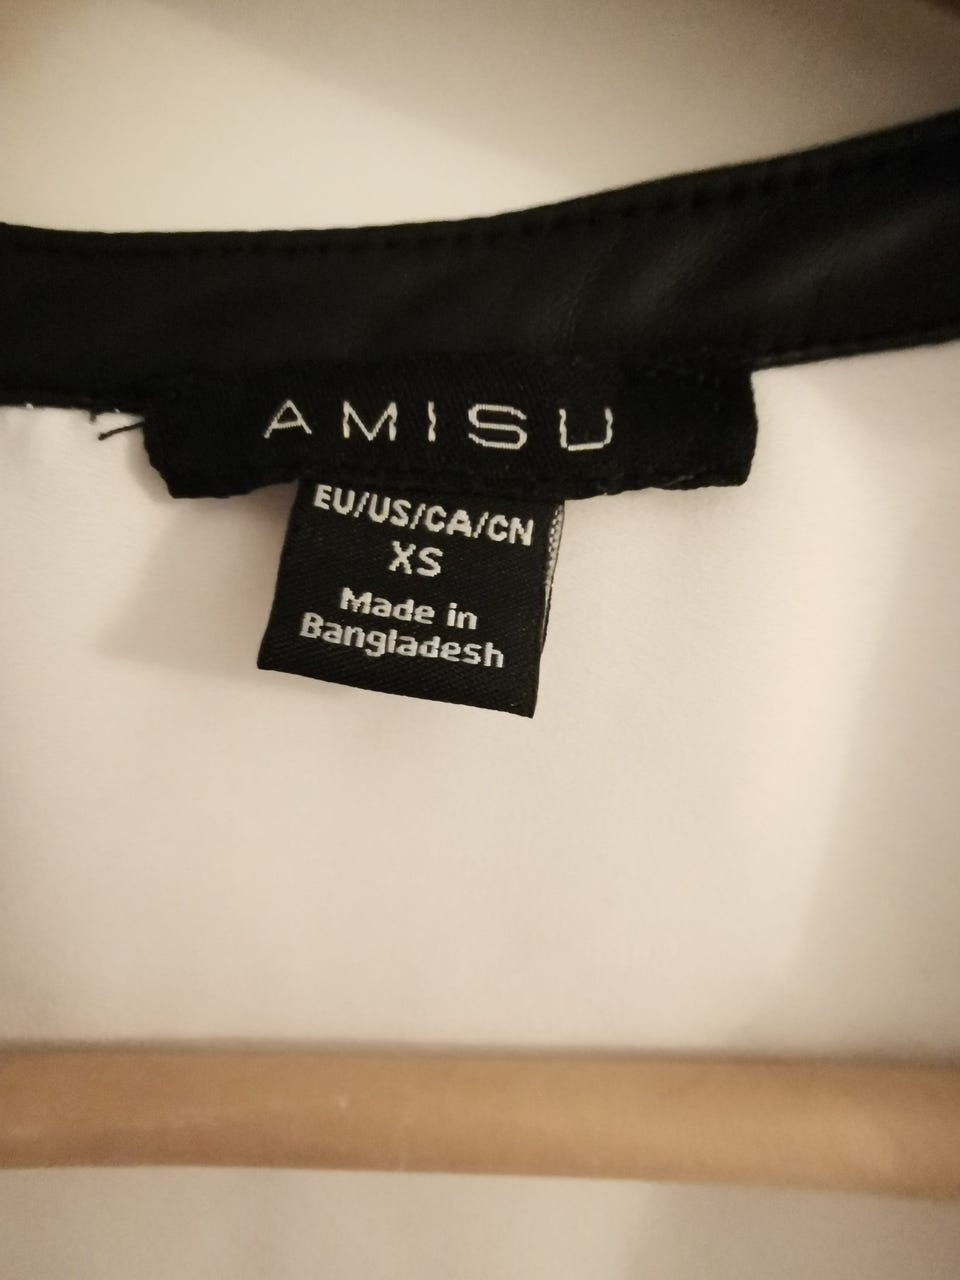 AMISU
EU/US/CA/CN
XS
Made in
Bangladesh